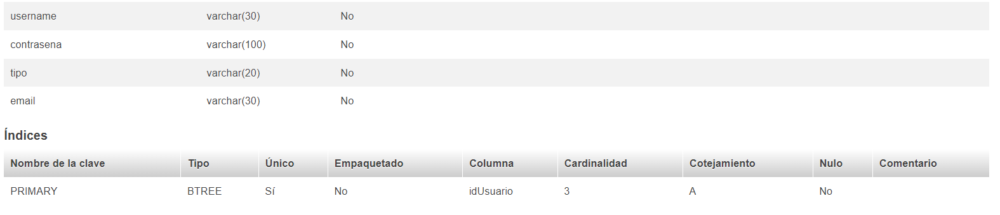 username varchar(30) No
contrasena varchar(100) No
tipo varchar(20) No
email varchar(30) No
Índices
Nombre de la clave Tipo Único Empaquetado Columna Cardinalidad Cotejamiento Nulo Comentario
PRIMARY BTREE Sí No idUsuario 3 A No